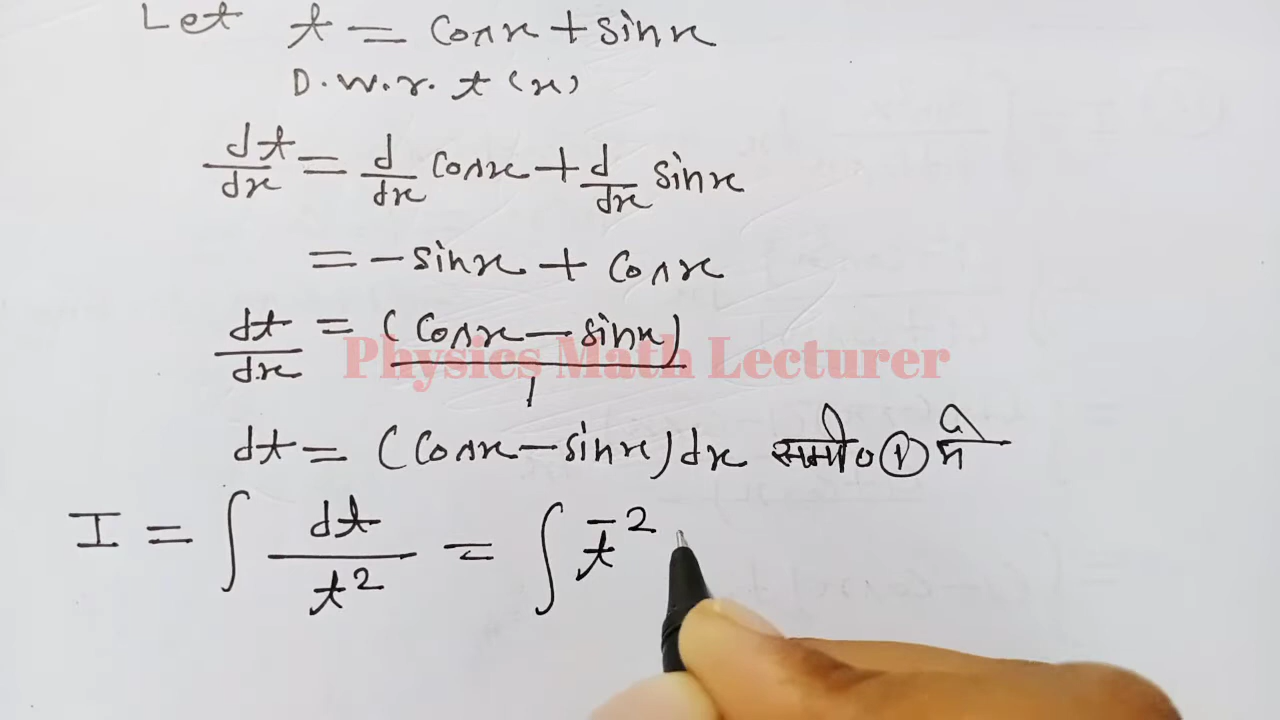 Let t = cosx + sinx
D.w.r.t (x)
dt/dx = d/dx cosx + d/dx sinx
= -sinx + cosx
dt/dx = (cosx - sinx)/1
Physics Math Lecturer
dt = (cosx - sinx) dx समी० ① से
I = ∫ dt/t² = ∫ t⁻²